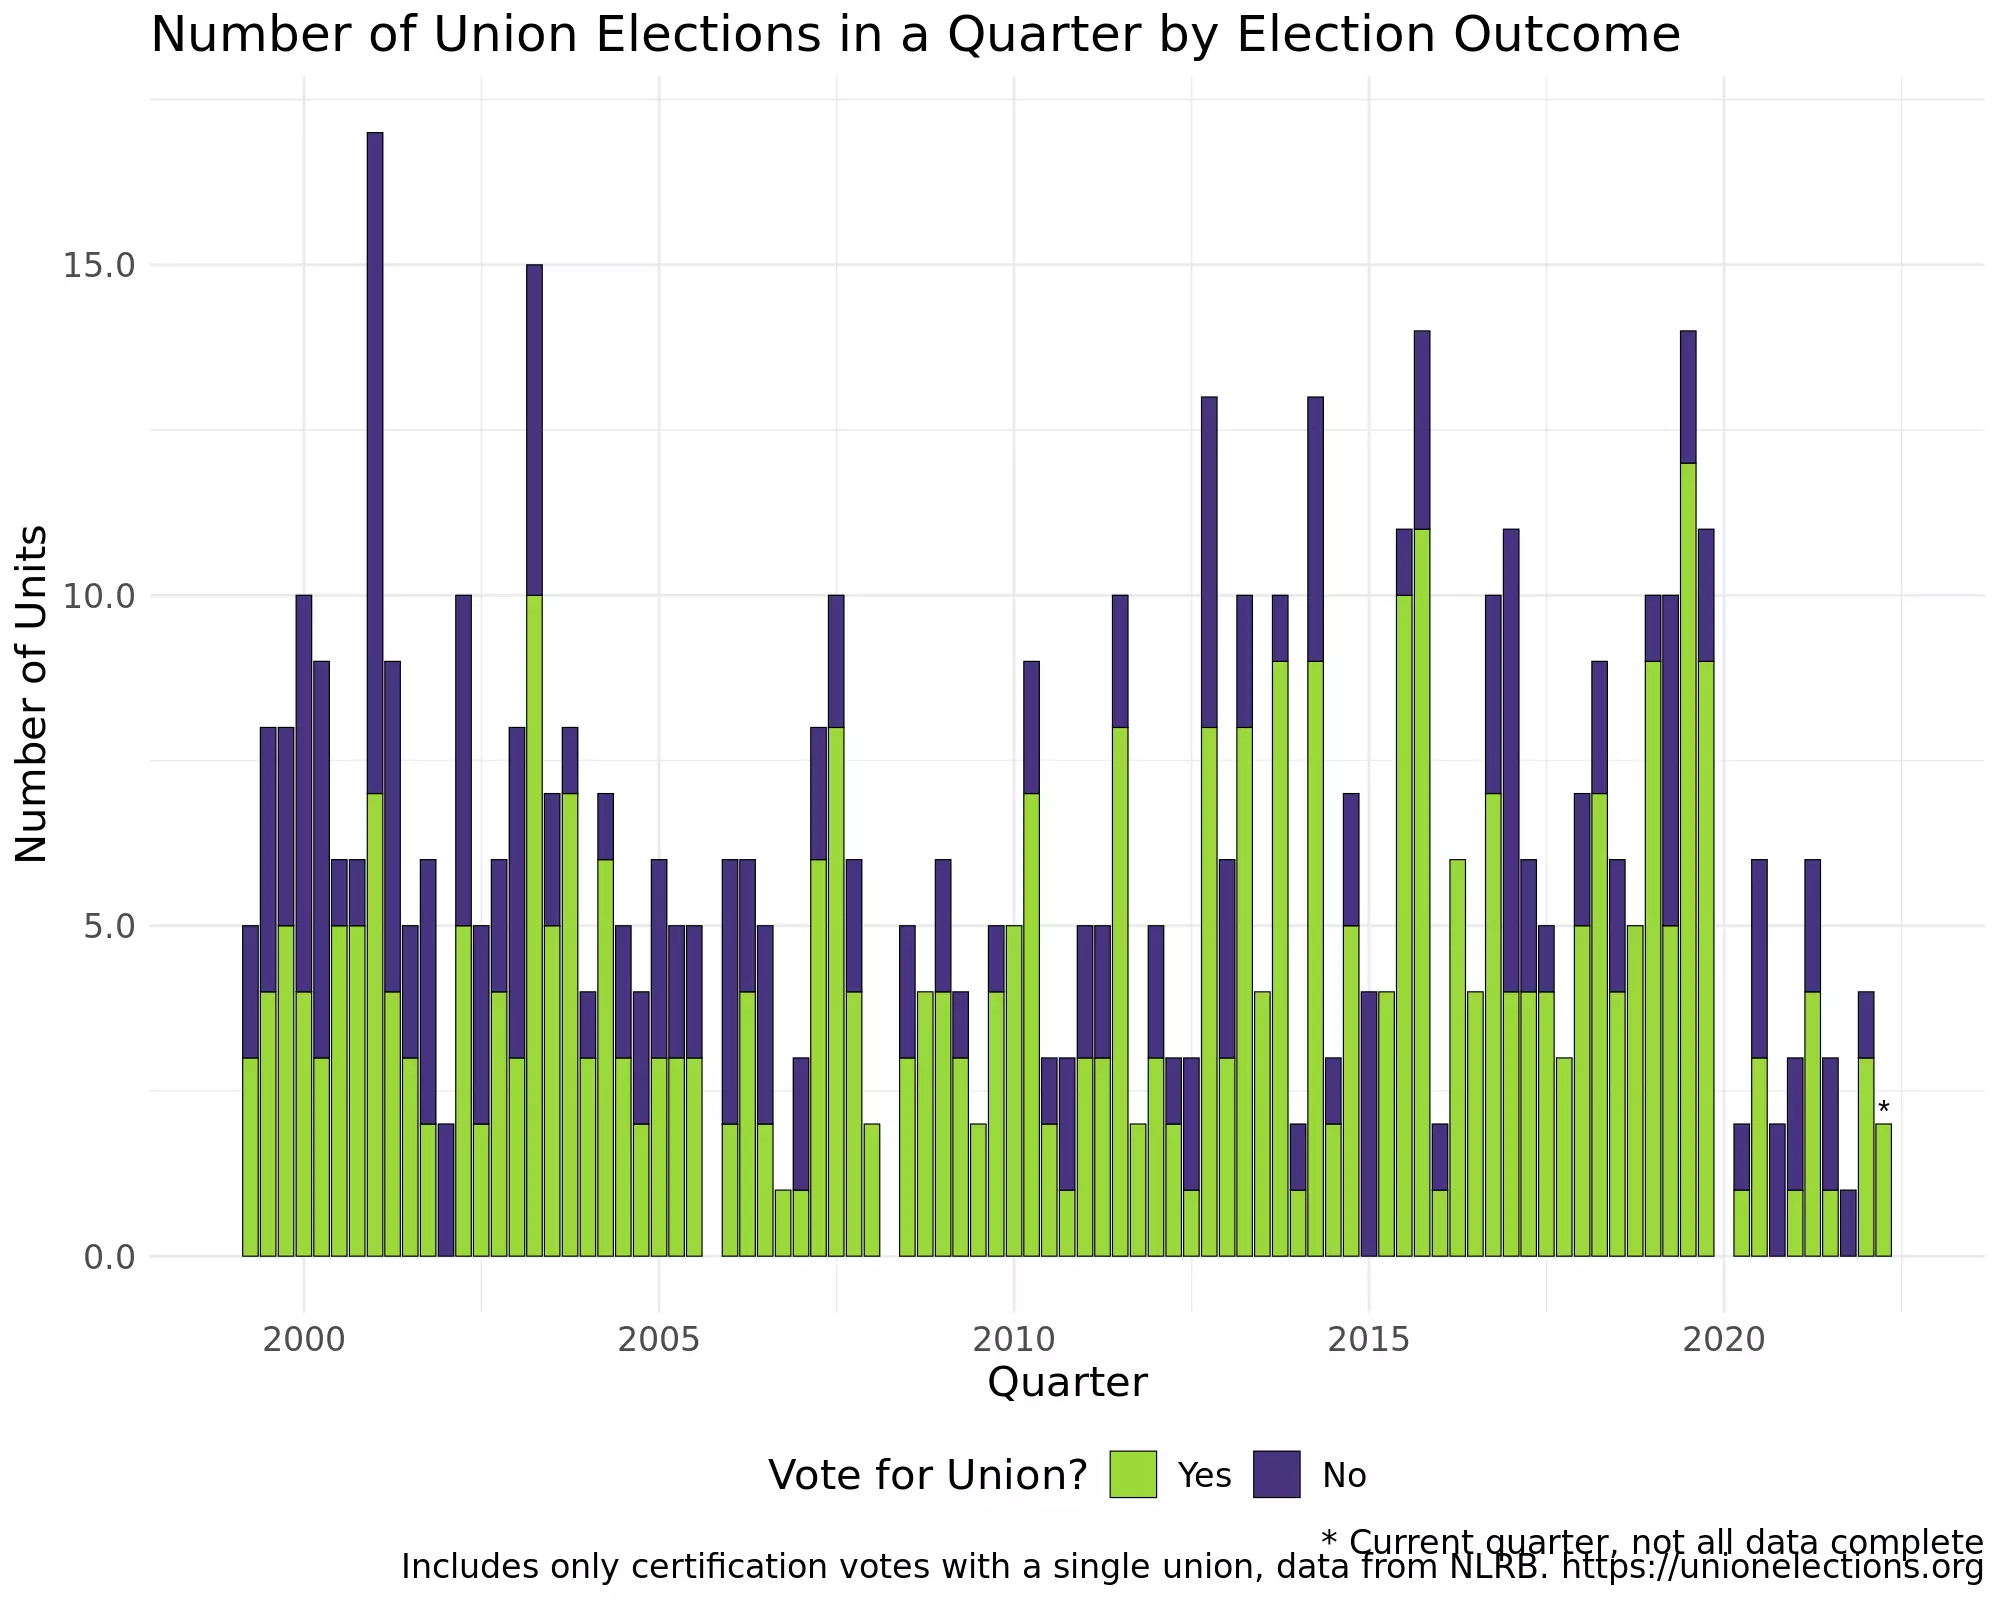 Number of Union Elections in a Quarter by Election Outcome
Number of Units
15.0
10.0
5.0
0.0
*
2000 2005 2010 2015 2020
Quarter
Vote for Union? Yes No
* Current quarter, not all data complete
Includes only certification votes with a single union, data from NLRB. https://unionelections.org